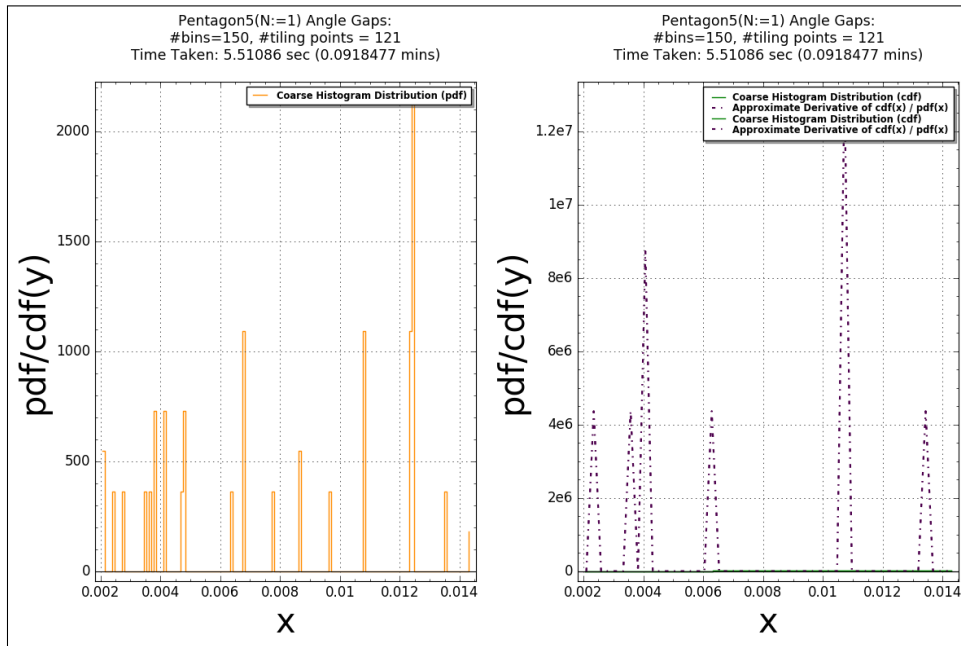 Pentagon5(N:=1) Angle Gaps:
#bins=150, #tiling points = 121
Time Taken: 5.51086 sec (0.0918477 mins)
Coarse Histogram Distribution (pdf)
2000
1500
1000
500
0
pdf/cdf(y)
0.002 0.004 0.006 0.008 0.01 0.012 0.014
x
Pentagon5(N:=1) Angle Gaps:
#bins=150, #tiling points = 121
Time Taken: 5.51086 sec (0.0918477 mins)
Coarse Histogram Distribution (cdf)
Approximate Derivative of cdf(x) / pdf(x)
Coarse Histogram Distribution (cdf)
Approximate Derivative of cdf(x) / pdf(x)
1.2e7
1e7
8e6
6e6
4e6
2e6
0
pdf/cdf(y)
0.002 0.004 0.006 0.008 0.01 0.012 0.014
x